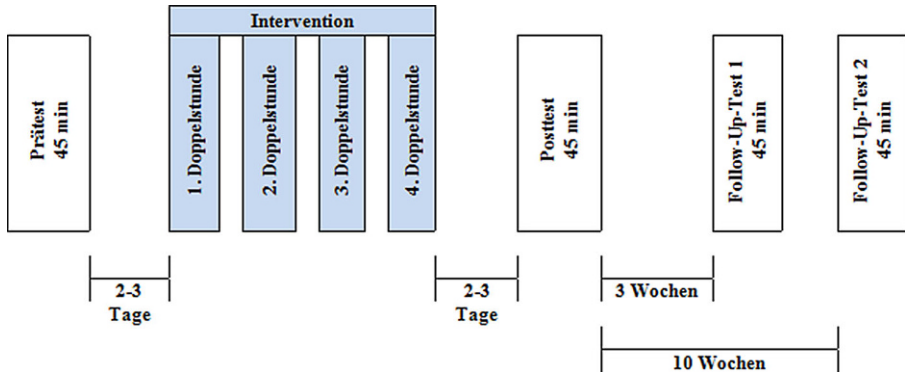 Intervention
Prätest
45 min
1. Doppelstunde
2. Doppelstunde
3. Doppelstunde
4. Doppelstunde
Posttest
45 min
Follow-Up-Test 1
45 min
Follow-Up-Test 2
45 min
2-3
Tage
2-3
Tage
3 Wochen
10 Wochen